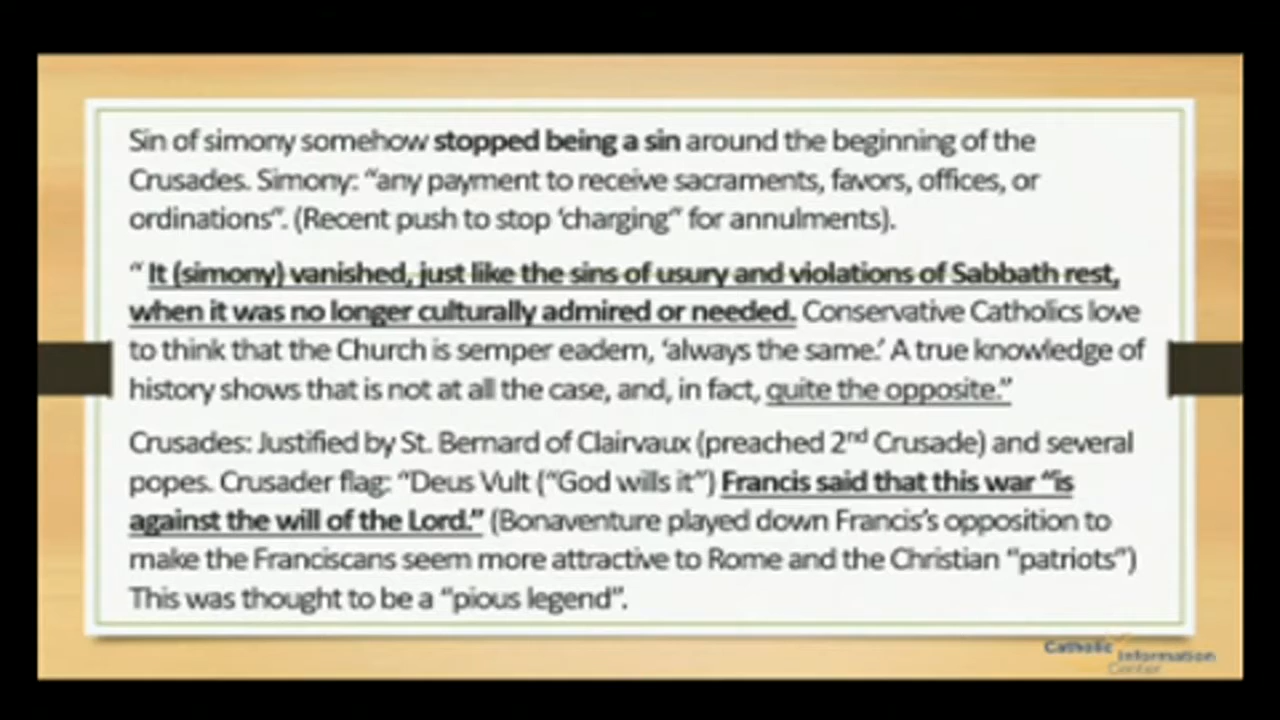 Sin of simony somehow stopped being a sin around the beginning of the
Crusades. Simony: “any payment to receive sacraments, favors, offices, or
ordinations”. (Recent push to stop ‘charging” for annulments).
“ It (simony) vanished, just like the sins of usury and violations of Sabbath rest,
when it was no longer culturally admired or needed. Conservative Catholics love
to think that the Church is semper eadem, ‘always the same.’ A true knowledge of
history shows that is not at all the case, and, in fact, quite the opposite.”
Crusades: Justified by St. Bernard of Clairvaux (preached 2nd Crusade) and several
popes. Crusader flag: “Deus Vult (“God wills it”) Francis said that this war “is
against the will of the Lord.” (Bonaventure played down Francis’s opposition to
make the Franciscans seem more attractive to Rome and the Christian “patriots”)
This was thought to be a “pious legend”.
Catholic Information
Center